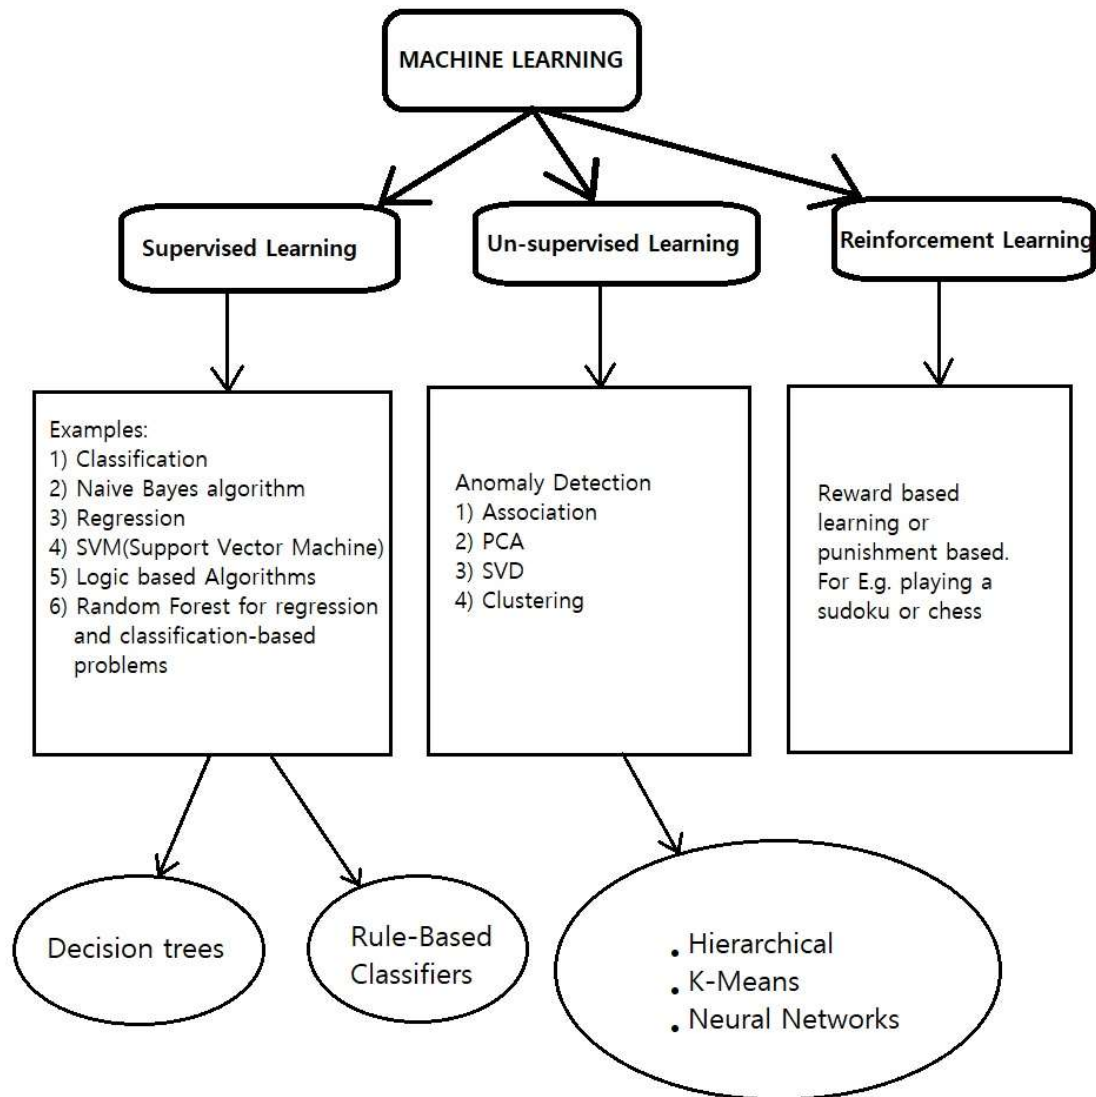 MACHINE LEARNING
Supervised Learning
Un-supervised Learning
Reinforcement Learning
Examples:
1) Classification
2) Naive Bayes algorithm
3) Regression
4) SVM(Support Vector Machine)
5) Logic based Algorithms
6) Random Forest for regression
and classification-based
problems
Anomaly Detection
1) Association
2) PCA
3) SVD
4) Clustering
Reward based
learning or
punishment based.
For E.g. playing a
sudoku or chess
Decision trees
Rule-Based
Classifiers
. Hierarchical
. K-Means
. Neural Networks